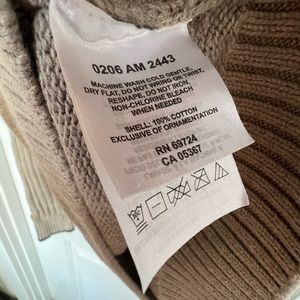 0206 AM 2443
MACHINE WASH COLD GENTLE,
DRY FLAT, DO NOT WRING OR TWIST,
RESHAPE, DO NOT IRON,
NON-CHLORINE BLEACH
WHEN NEEDED
SHELL: 100% COTTON
EXCLUSIVE OF ORNAMENTATION
RN 69724
CA 05367